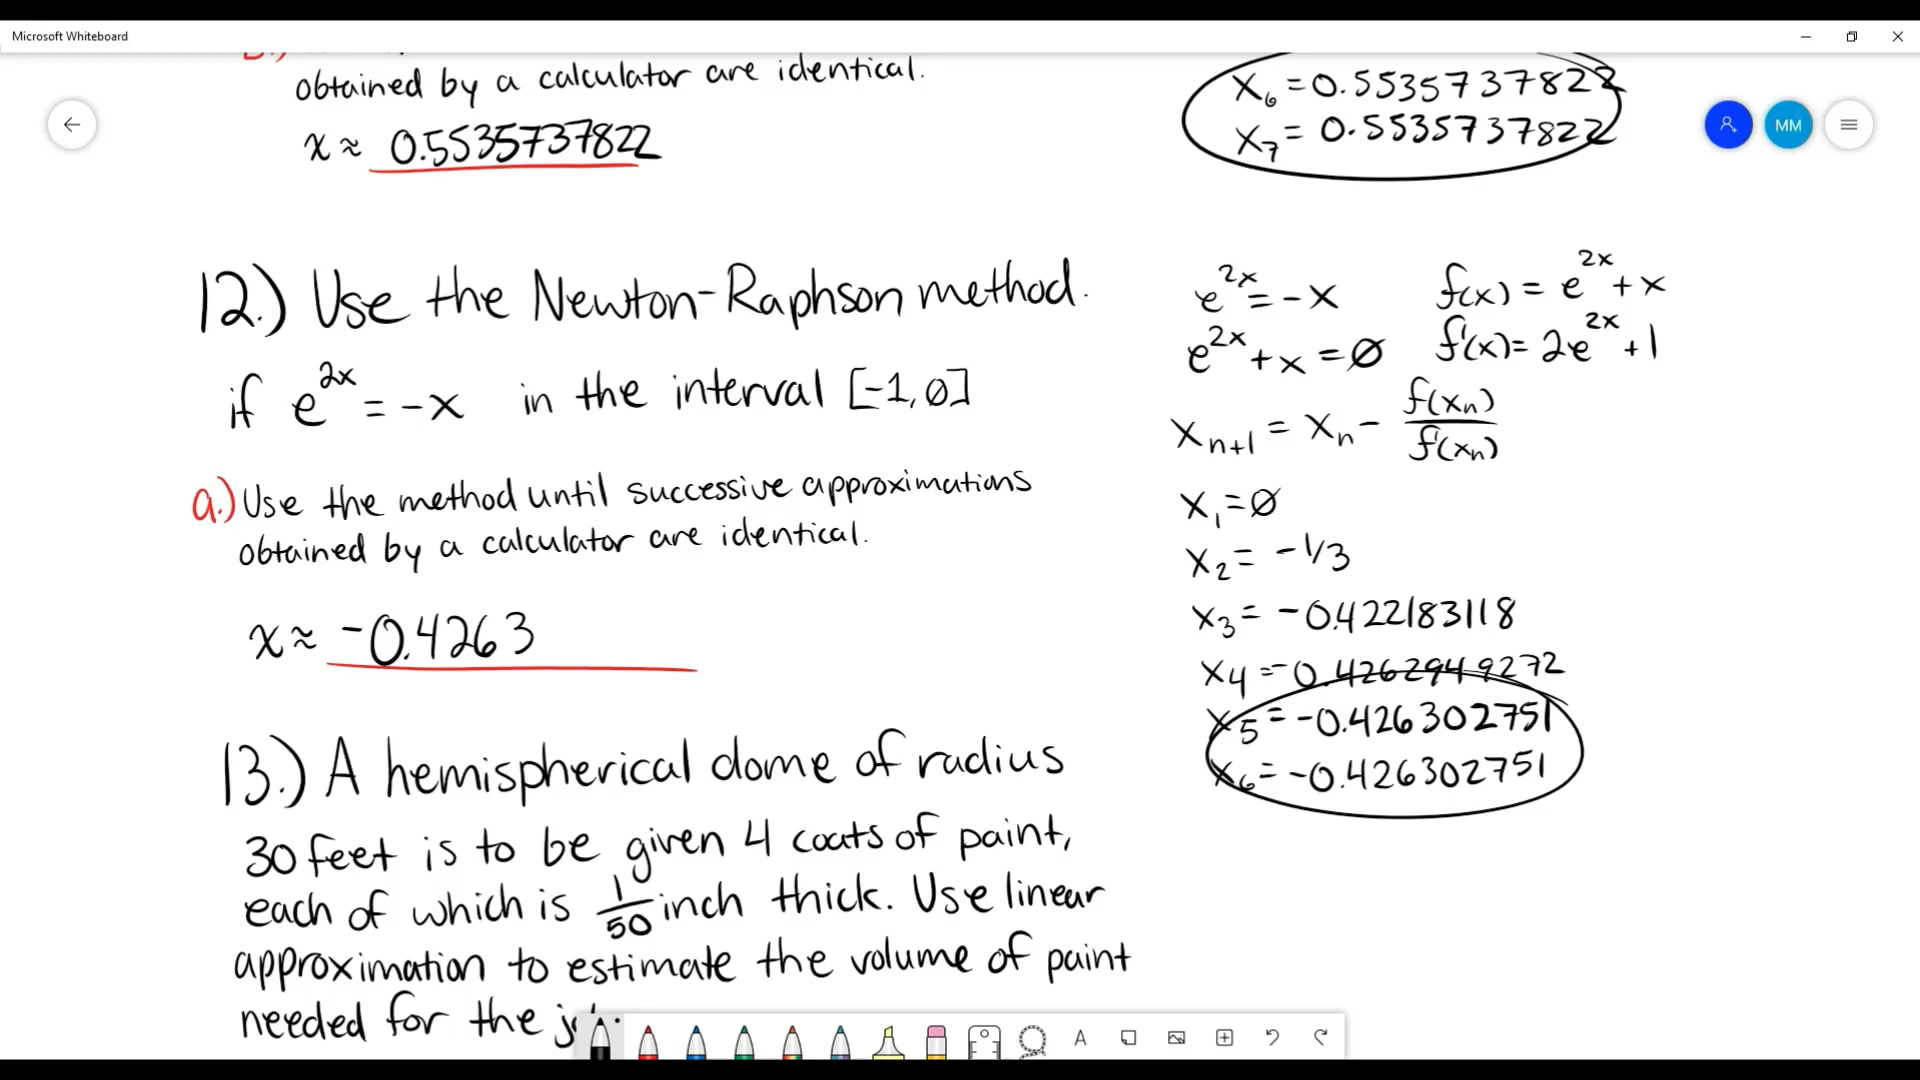 Microsoft Whiteboard
obtained by a calculator are identical.
x ≈ 0.5535737822
x₆ = 0.5535737822
x₇ = 0.5535737822
MM
12.) Use the Newton-Raphson method.
if e^2x = -x in the interval [-1,0]
a.) Use the method until successive approximations
obtained by a calculator are identical.
x ≈ -0.4263
e^2x = -x
e^2x + x = 0
f(x) = e^2x + x
f'(x) = 2e^2x + 1
xₙ₊₁ = xₙ - f(xₙ)/f'(xₙ)
x₁ = 0
x₂ = -1/3
x₃ = -0.422183118
x₄ = -0.4262949272
x₅ = -0.426302751
x₆ = -0.426302751
13.) A hemispherical dome of radius
30 feet is to be given 4 coats of paint,
each of which is 1/50 inch thick. Use linear
approximation to estimate the volume of paint
needed for the
A